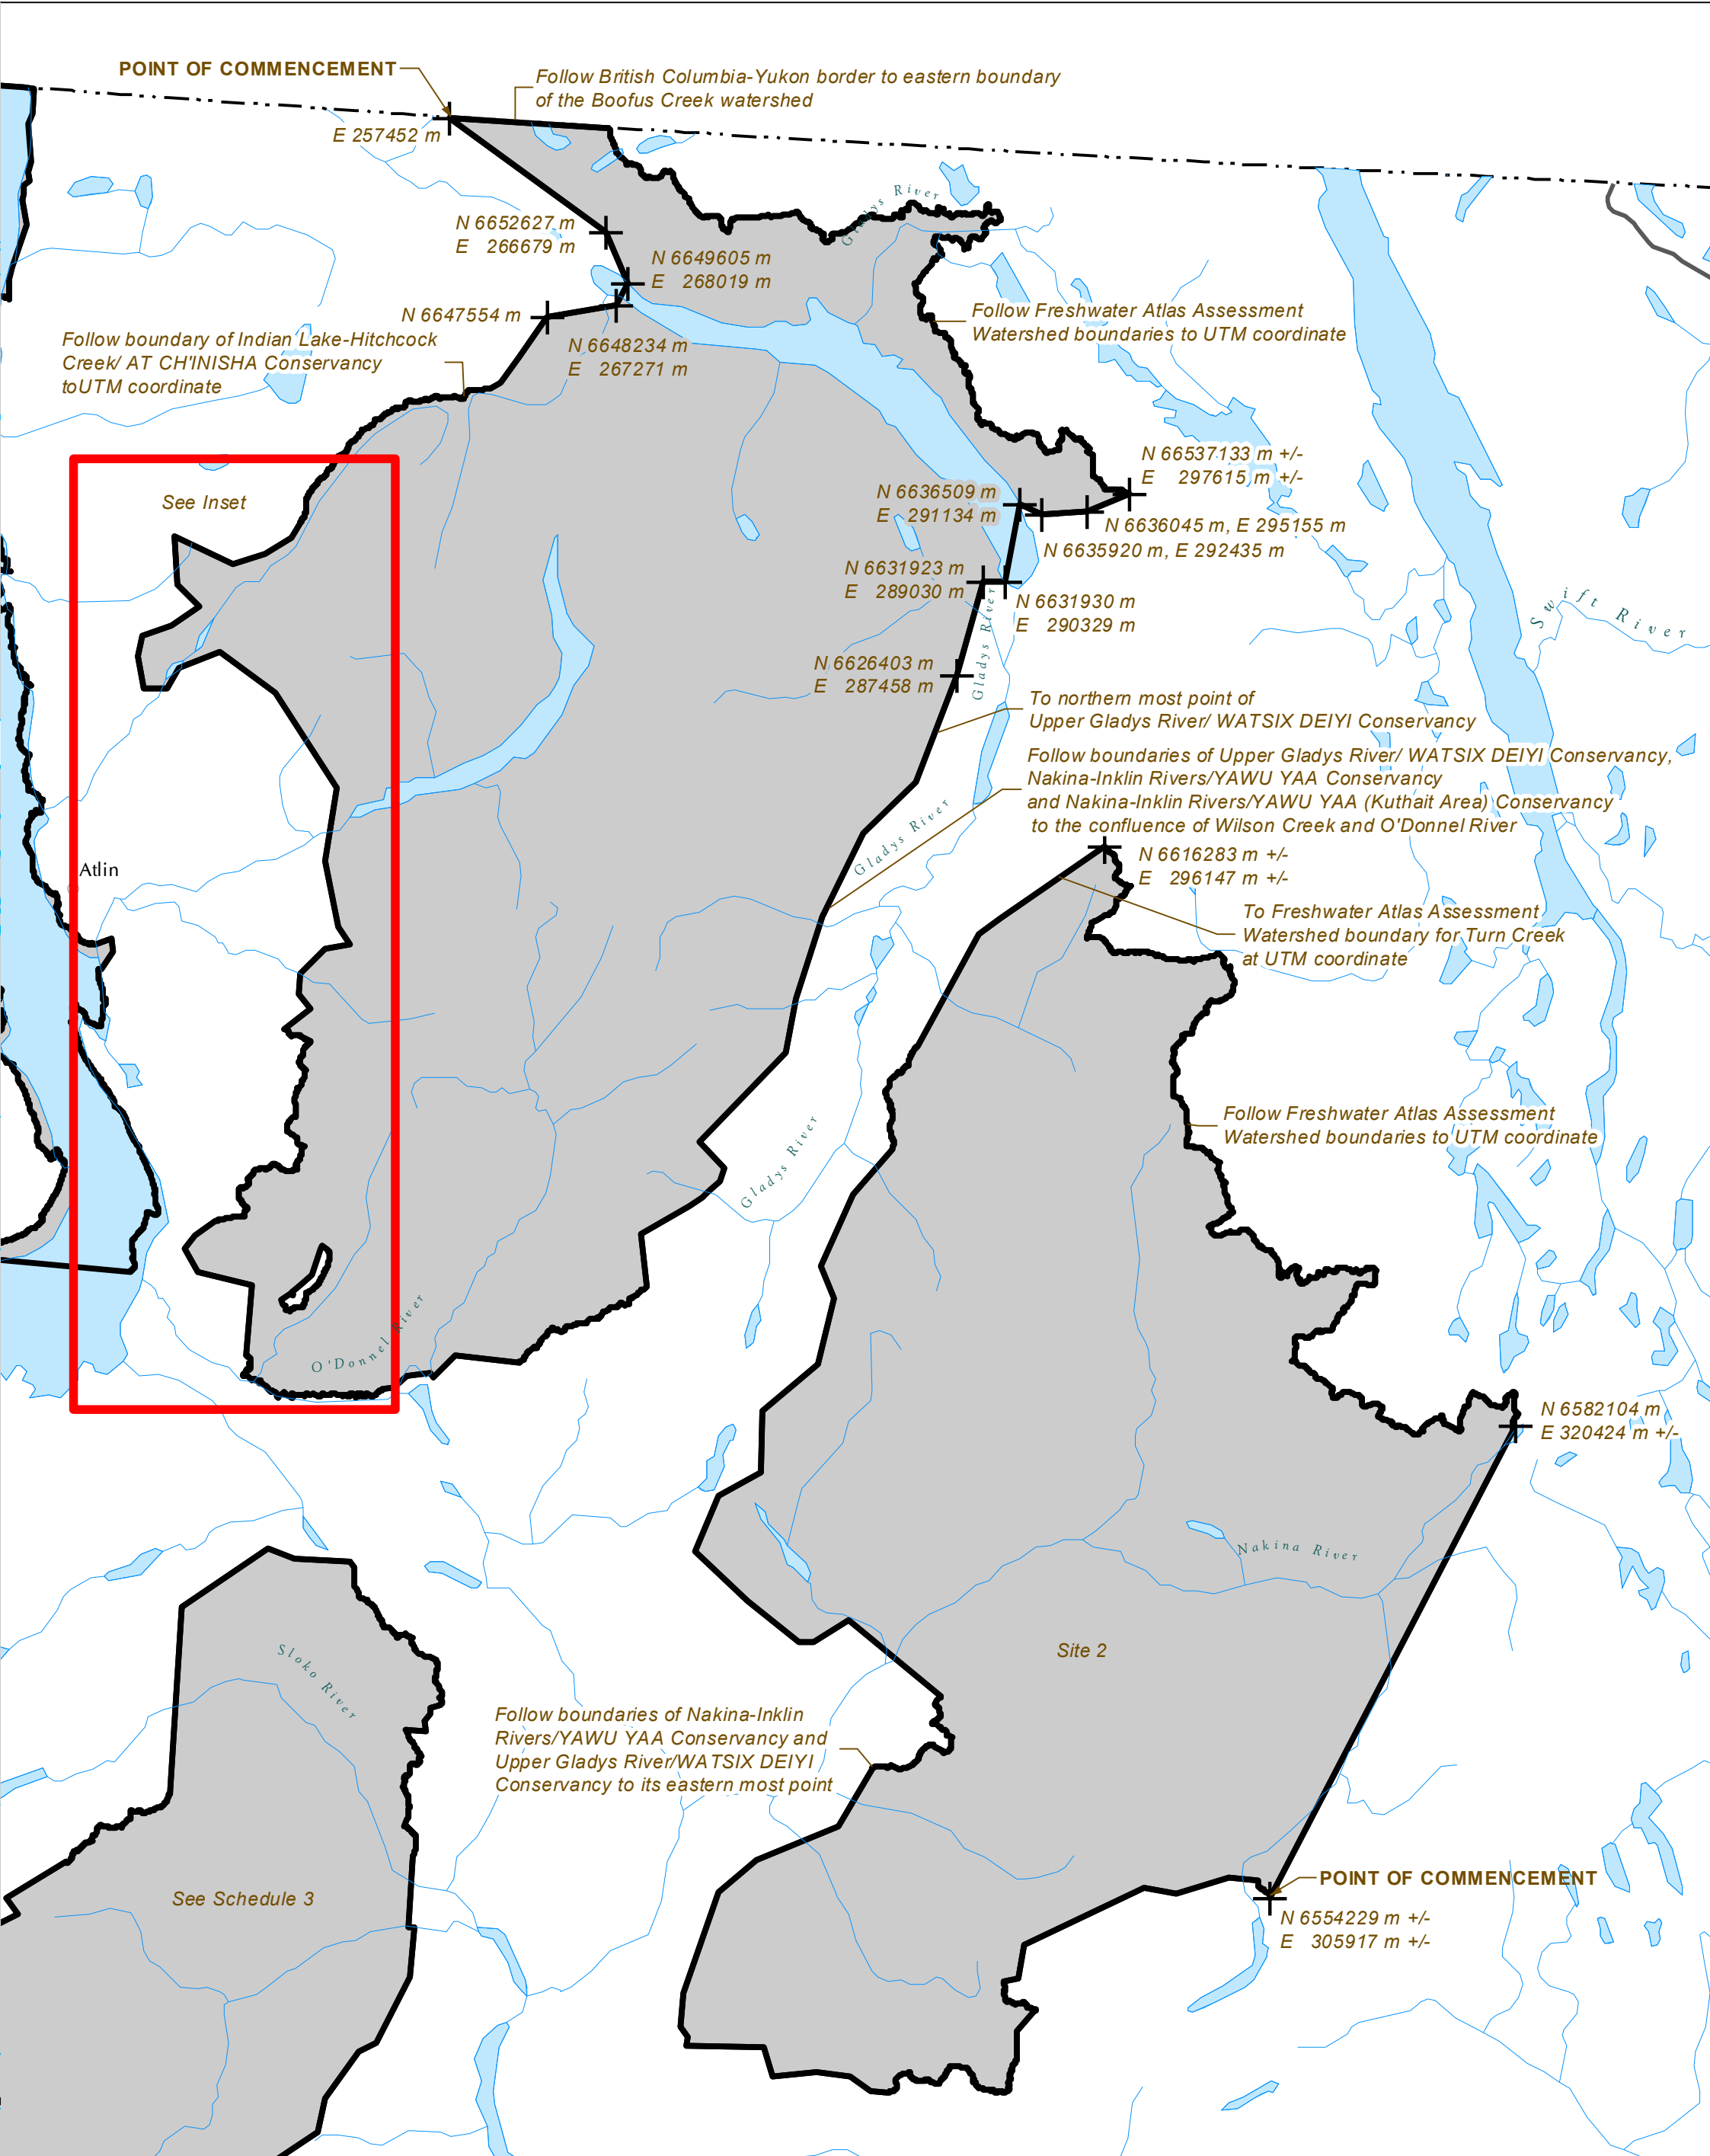 POINT OF COMMENCEMENT
Follow British Columbia-Yukon border to eastern boundary
of the Boofus Creek watershed
E 257452 m
Gladys River
N 6652627 m
E 266679 m
N 6649605 m
E 268019 m
N 6647554 m
Follow Freshwater Atlas Assessment
Watershed boundaries to UTM coordinate
Follow boundary of Indian Lake-Hitchcock
Creek/ AT CH'INISHA Conservancy
toUTM coordinate
N 6648234 m
E 267271 m
N 66537133 m +/-
E 297615 m +/-
See Inset
N 6636509 m
E 291134 m
N 6636045 m, E 295155 m
N 6635920 m, E 292435 m
N 6631923 m
E 289030 m
N 6631930 m
E 290329 m
Swift River
Gladys River
N 6626403 m
E 287458 m
To northern most point of
Upper Gladys River/ WATSIX DEIYI Conservancy
Follow boundaries of Upper Gladys River/ WATSIX DEIYI Conservancy,
Nakina-Inklin Rivers/YAWU YAA Conservancy
and Nakina-Inklin Rivers/YAWU YAA (Kuthait Area) Conservancy
to the confluence of Wilson Creek and O'Donnel River
Gladys River
Atlin
N 6616283 m +/-
E 296147 m +/-
To Freshwater Atlas Assessment
Watershed boundary for Turn Creek
at UTM coordinate
Follow Freshwater Atlas Assessment
Watershed boundaries to UTM coordinate
Gladys River
O'Donnel River
N 6582104 m
E 320424 m +/-
Nakina River
Site 2
Sloko River
Follow boundaries of Nakina-Inklin
Rivers/YAWU YAA Conservancy and
Upper Gladys River/WATSIX DEIYI
Conservancy to its eastern most point
See Schedule 3
POINT OF COMMENCEMENT
N 6554229 m +/-
E 305917 m +/-